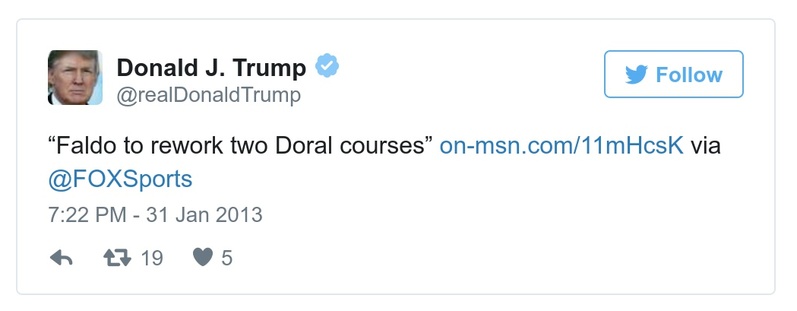 Donald J. Trump
@realDonaldTrump
Follow
“Faldo to rework two Doral courses” on-msn.com/11mHcsK via
@FOXSports
7:22 PM - 31 Jan 2013
19 5